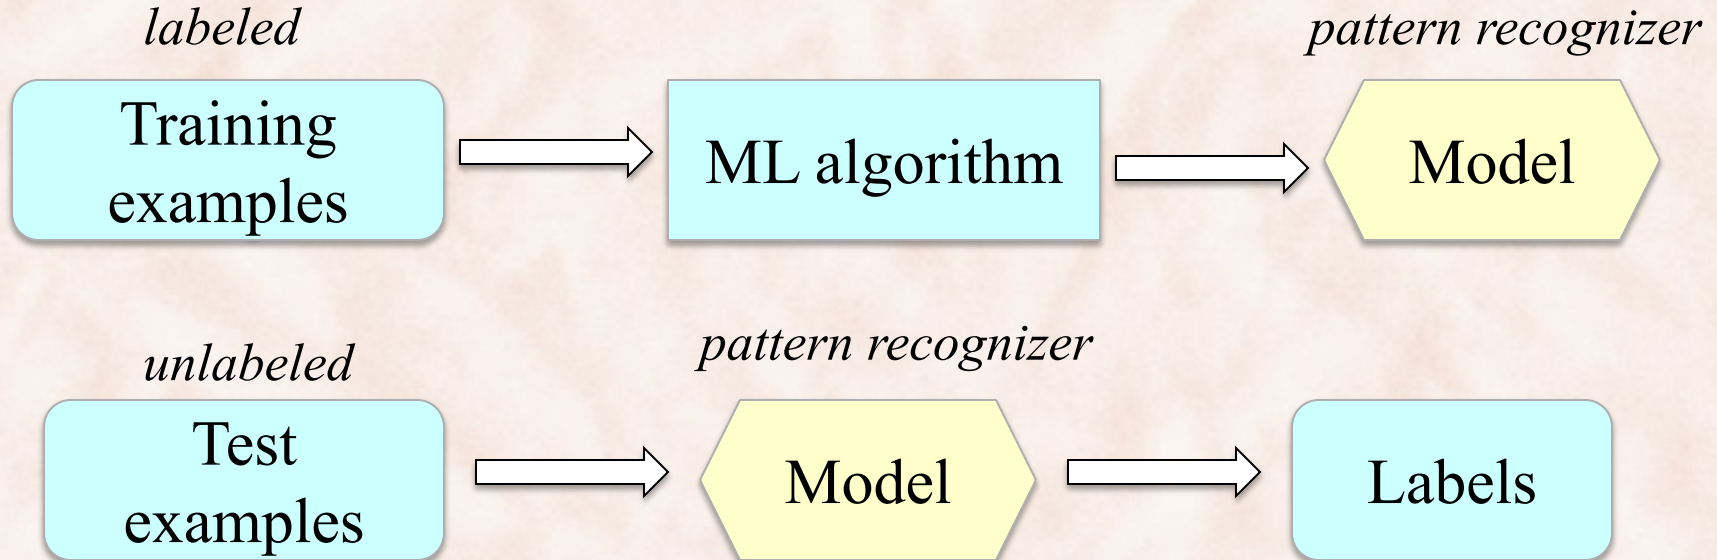 labeled
pattern recognizer
Training
examples
ML algorithm
Model
unlabeled
pattern recognizer
Test
examples
Model
Labels